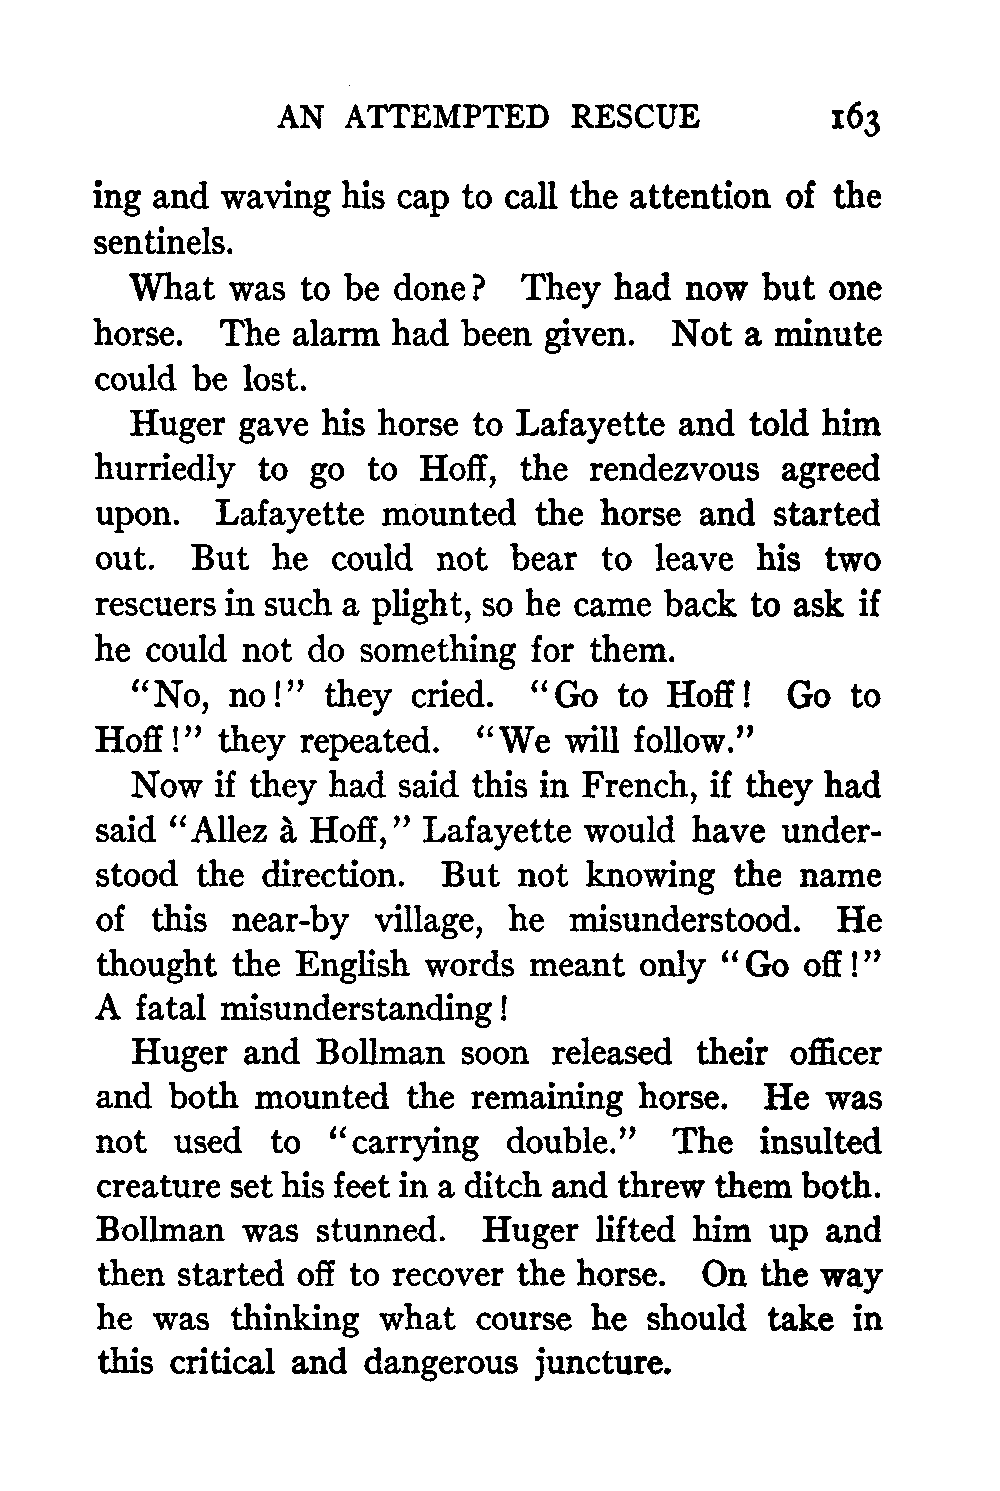 AN ATTEMPTED RESCUE 163
ing and waving his cap to call the attention of the
sentinels.
What was to be done? They had now but one
horse. The alarm had been given. Not a minute
could be lost.
Huger gave his horse to Lafayette and told him
hurriedly to go to Hoff, the rendezvous agreed
upon. Lafayette mounted the horse and started
out. But he could not bear to leave his two
rescuers in such a plight, so he came back to ask if
he could not do something for them.
"No, no!" they cried. "Go to Hoff! Go to
Hoff!" they repeated. "We will follow."
Now if they had said this in French, if they had
said "Allez à Hoff," Lafayette would have under-
stood the direction. But not knowing the name
of this near-by village, he misunderstood. He
thought the English words meant only "Go off!"
A fatal misunderstanding!
Huger and Bollman soon released their officer
and both mounted the remaining horse. He was
not used to "carrying double." The insulted
creature set his feet in a ditch and threw them both.
Bollman was stunned. Huger lifted him up and
then started off to recover the horse. On the way
he was thinking what course he should take in
this critical and dangerous juncture.